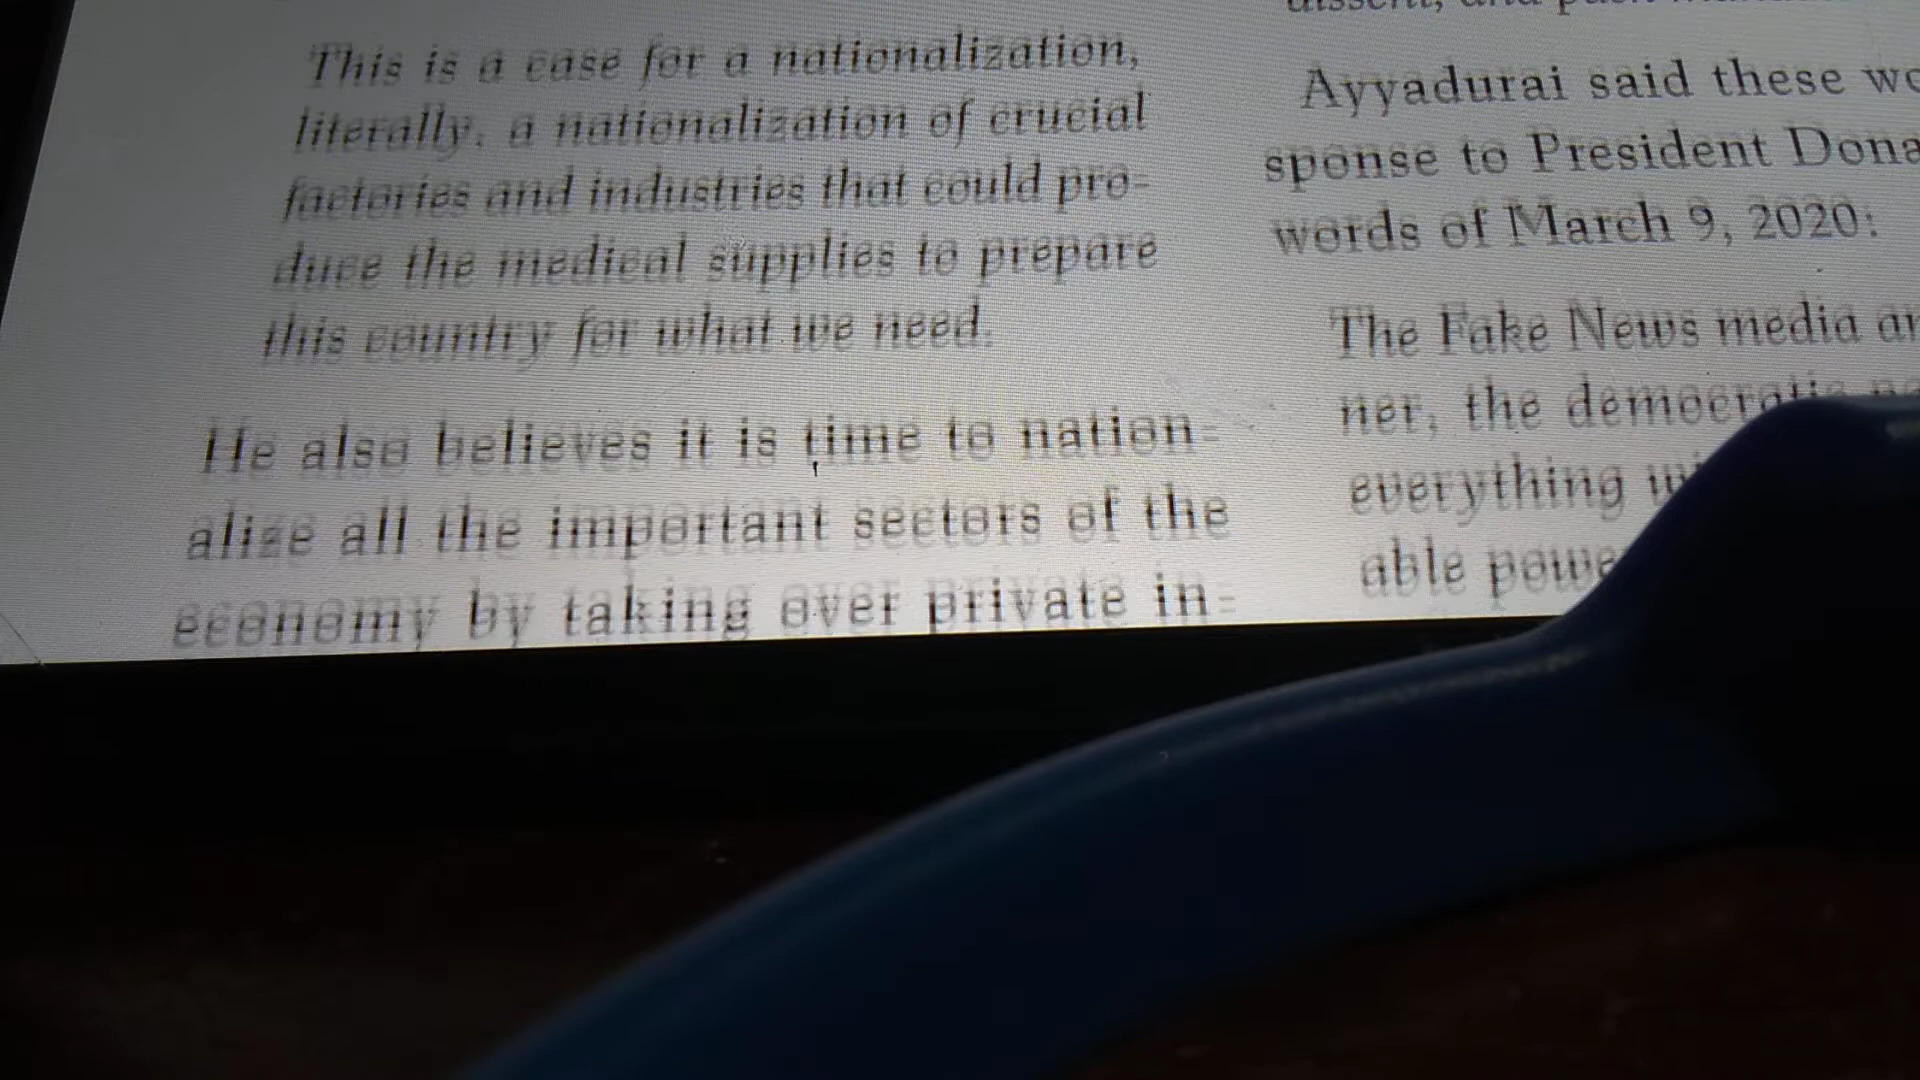 This is a case for a nationalization,
literally, a nationalization of crucial
factories and industries that could pro-
duce the medical supplies to prepare
this country for what we need.
He also believes it is time to nation-
alize all the important sectors of the
economy by taking over private in-
Ayyadurai said these
sponse to President
words of March 9, 2020:
The Fake News media
ner, the democratic
everything
able